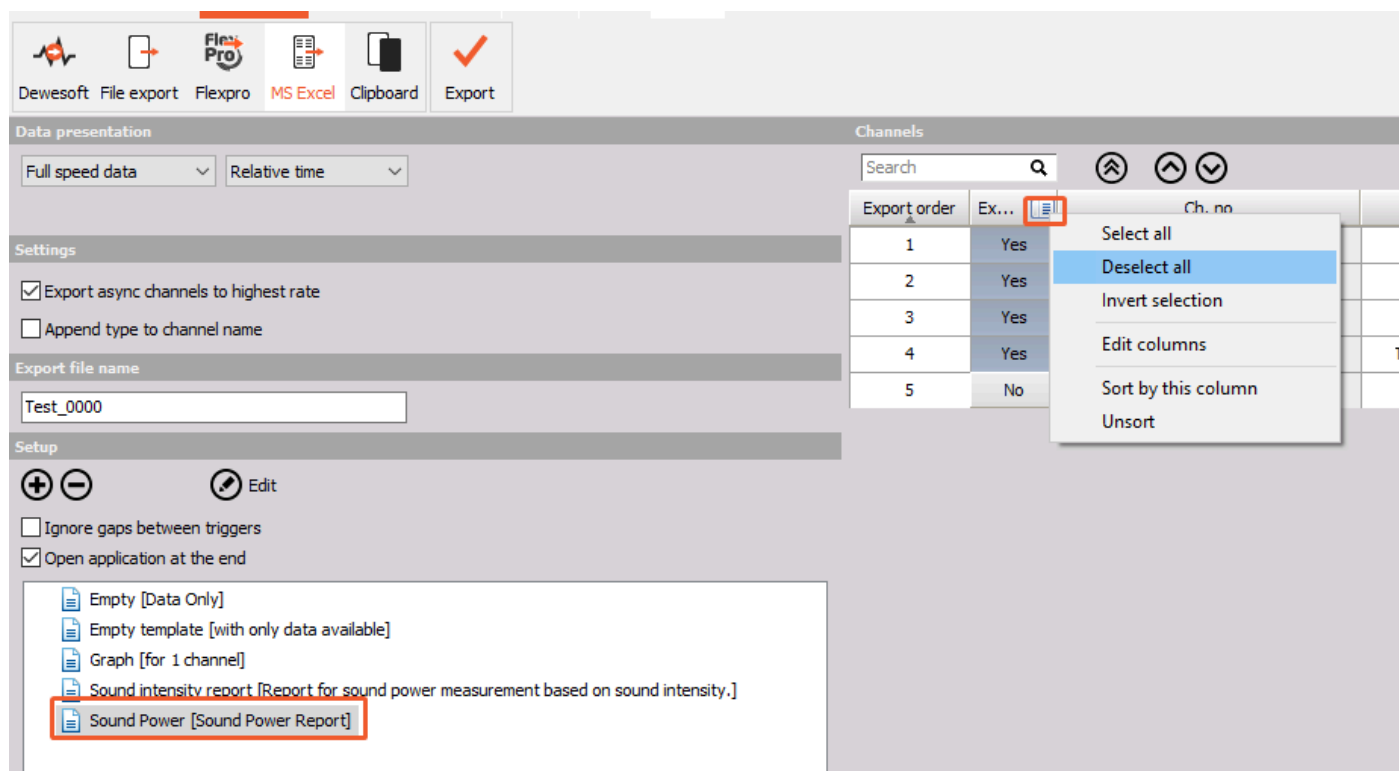 Flex
Pro
Dewesoft File export Flexpro MS Excel Clipboard Export
Data presentation
Full speed data Relative time
Settings
Export async channels to highest rate
Append type to channel name
Export file name
Test_0000
Setup
Edit
Ignore gaps between triggers
Open application at the end
Empty [Data Only]
Empty template [with only data available]
Graph [for 1 channel]
Sound intensity report [Report for sound power measurement based on sound intensity.]
Sound Power [Sound Power Report]
Channels
Search
Export order Ex... Ch. no
1 Yes
2 Yes
3 Yes
4 Yes
5 No
Select all
Deselect all
Invert selection
Edit columns
Sort by this column
Unsort